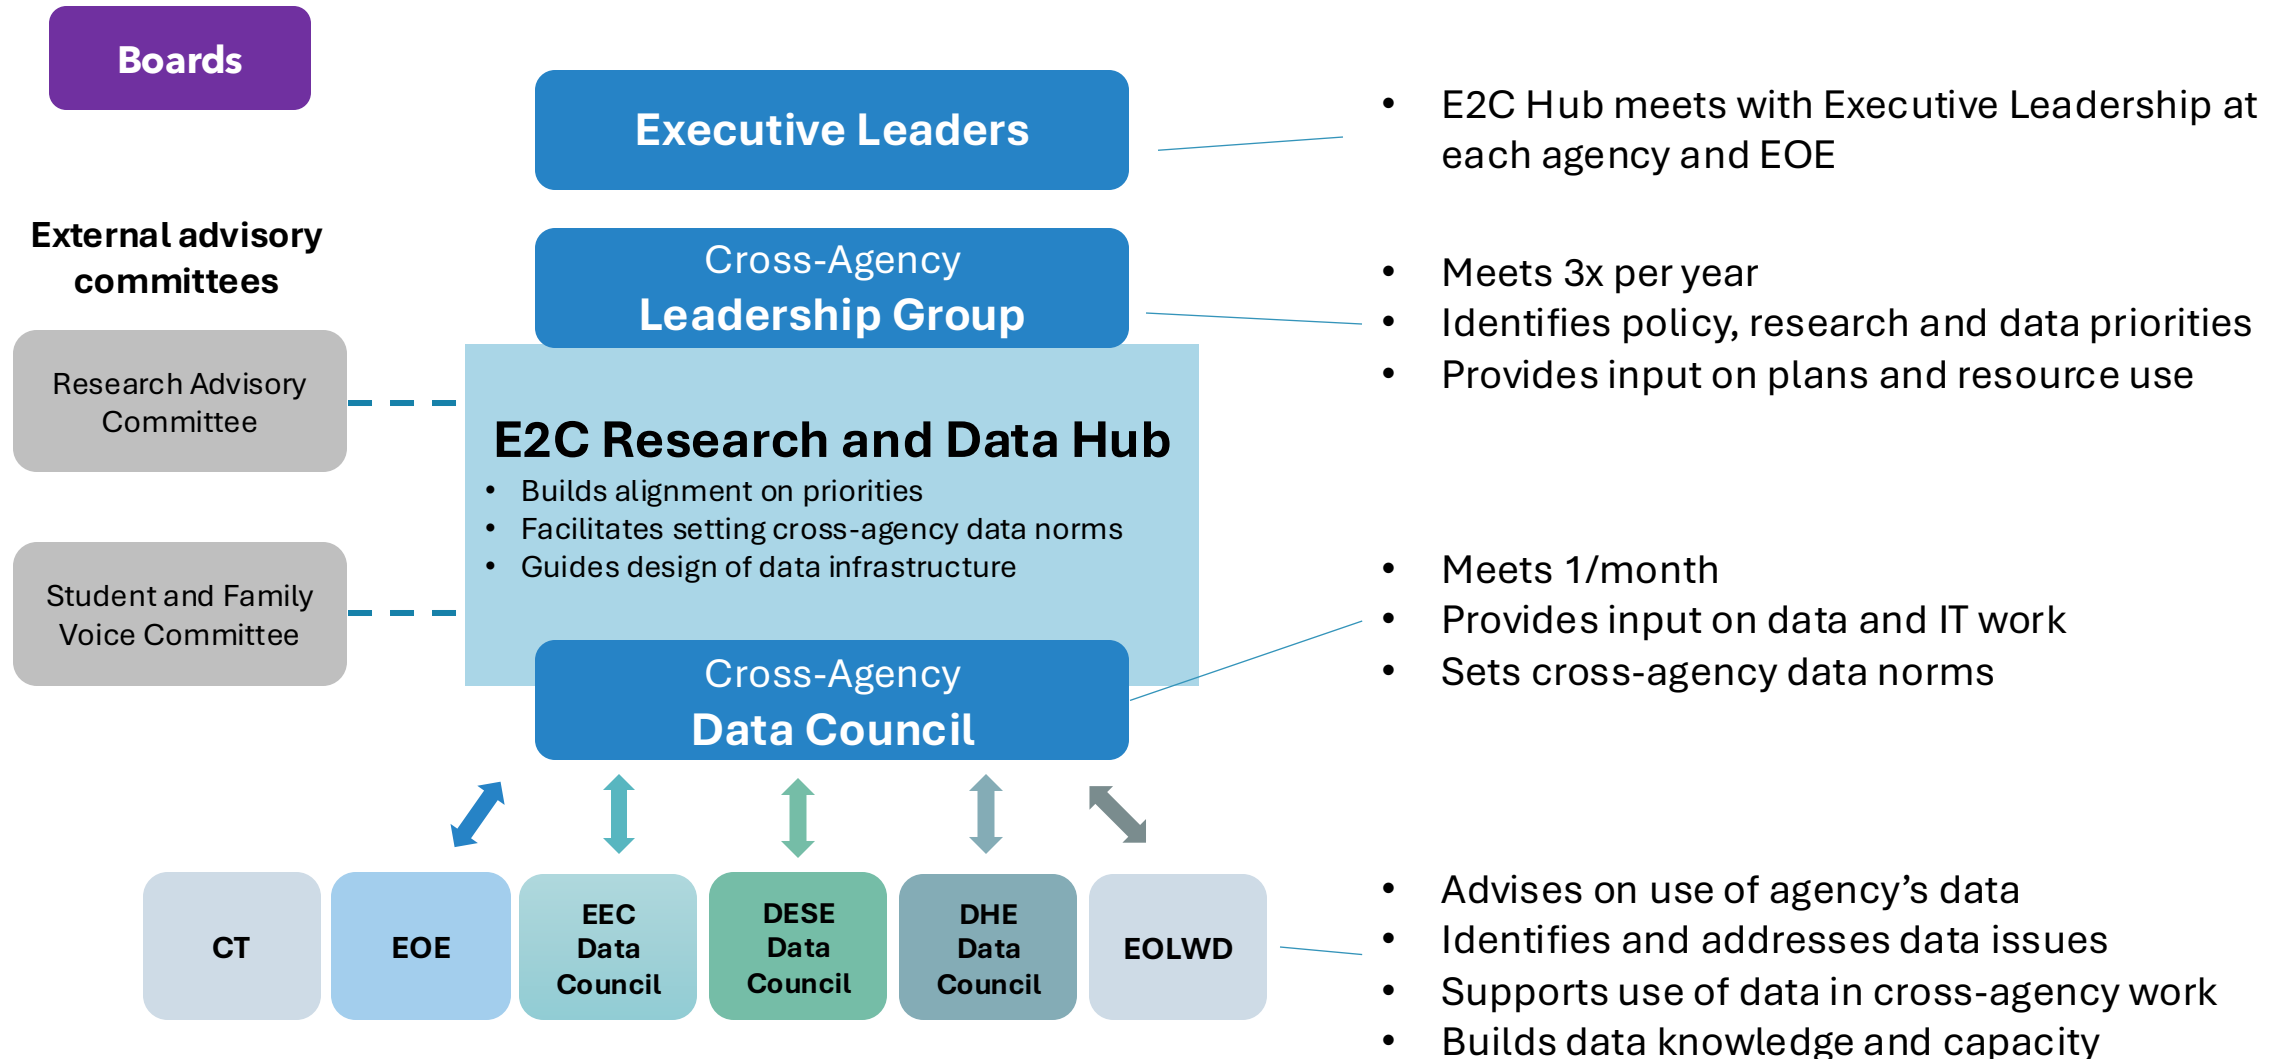 Boards
Executive Leaders
• E2C Hub meets with Executive Leadership at
each agency and EOE
External advisory
committees
Cross-Agency
Leadership Group
• Meets 3x per year
• Identifies policy, research and data priorities
• Provides input on plans and resource use
Research Advisory
Committee
E2C Research and Data Hub
• Builds alignment on priorities
• Facilitates setting cross-agency data norms
• Guides design of data infrastructure
Student and Family
Voice Committee
Cross-Agency
Data Council
• Meets 1/month
• Provides input on data and IT work
• Sets cross-agency data norms
CT
EOE
EEC
Data
Council
DESE
Data
Council
DHE
Data
Council
EOLWD
• Advises on use of agency’s data
• Identifies and addresses data issues
• Supports use of data in cross-agency work
• Builds data knowledge and capacity